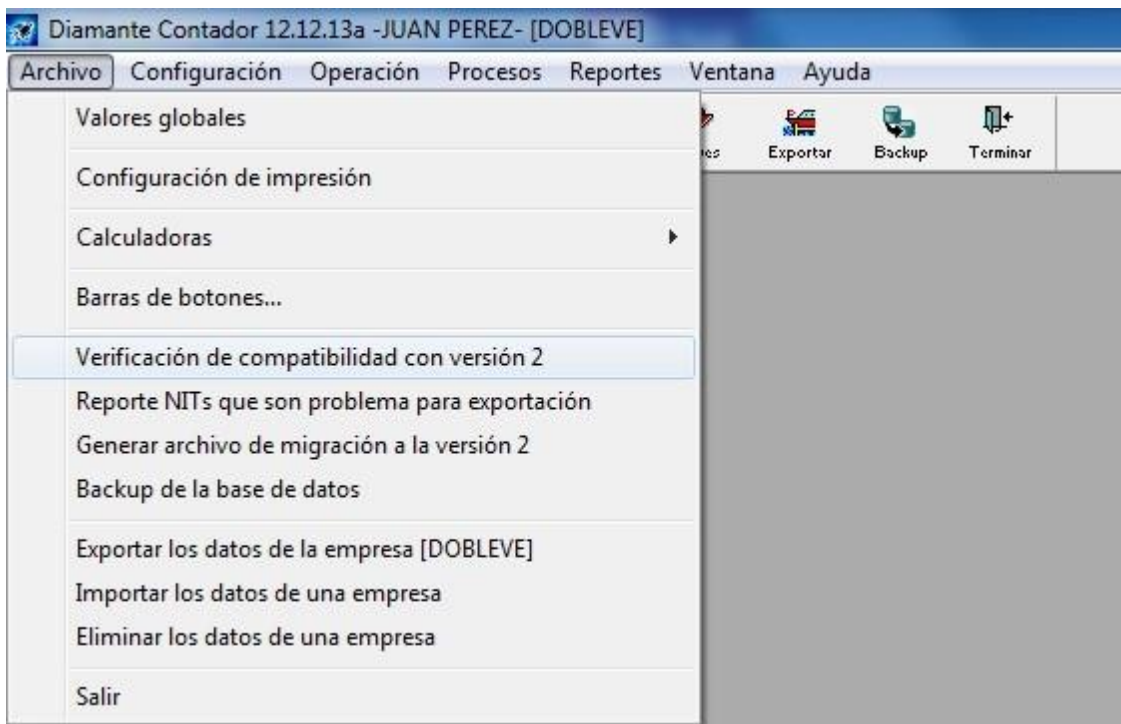 Diamante Contador 12.12.13a -JUAN PEREZ- [DOBLEVE]
Archivo Configuración Operación Procesos Reportes Ventana Ayuda
Exportar Backup Terminar
Valores globales
Configuración de impresión
Calculadoras
Barras de botones...
Verificación de compatibilidad con versión 2
Reporte NITs que son problema para exportación
Generar archivo de migración a la versión 2
Backup de la base de datos
Exportar los datos de la empresa [DOBLEVE]
Importar los datos de una empresa
Eliminar los datos de una empresa
Salir